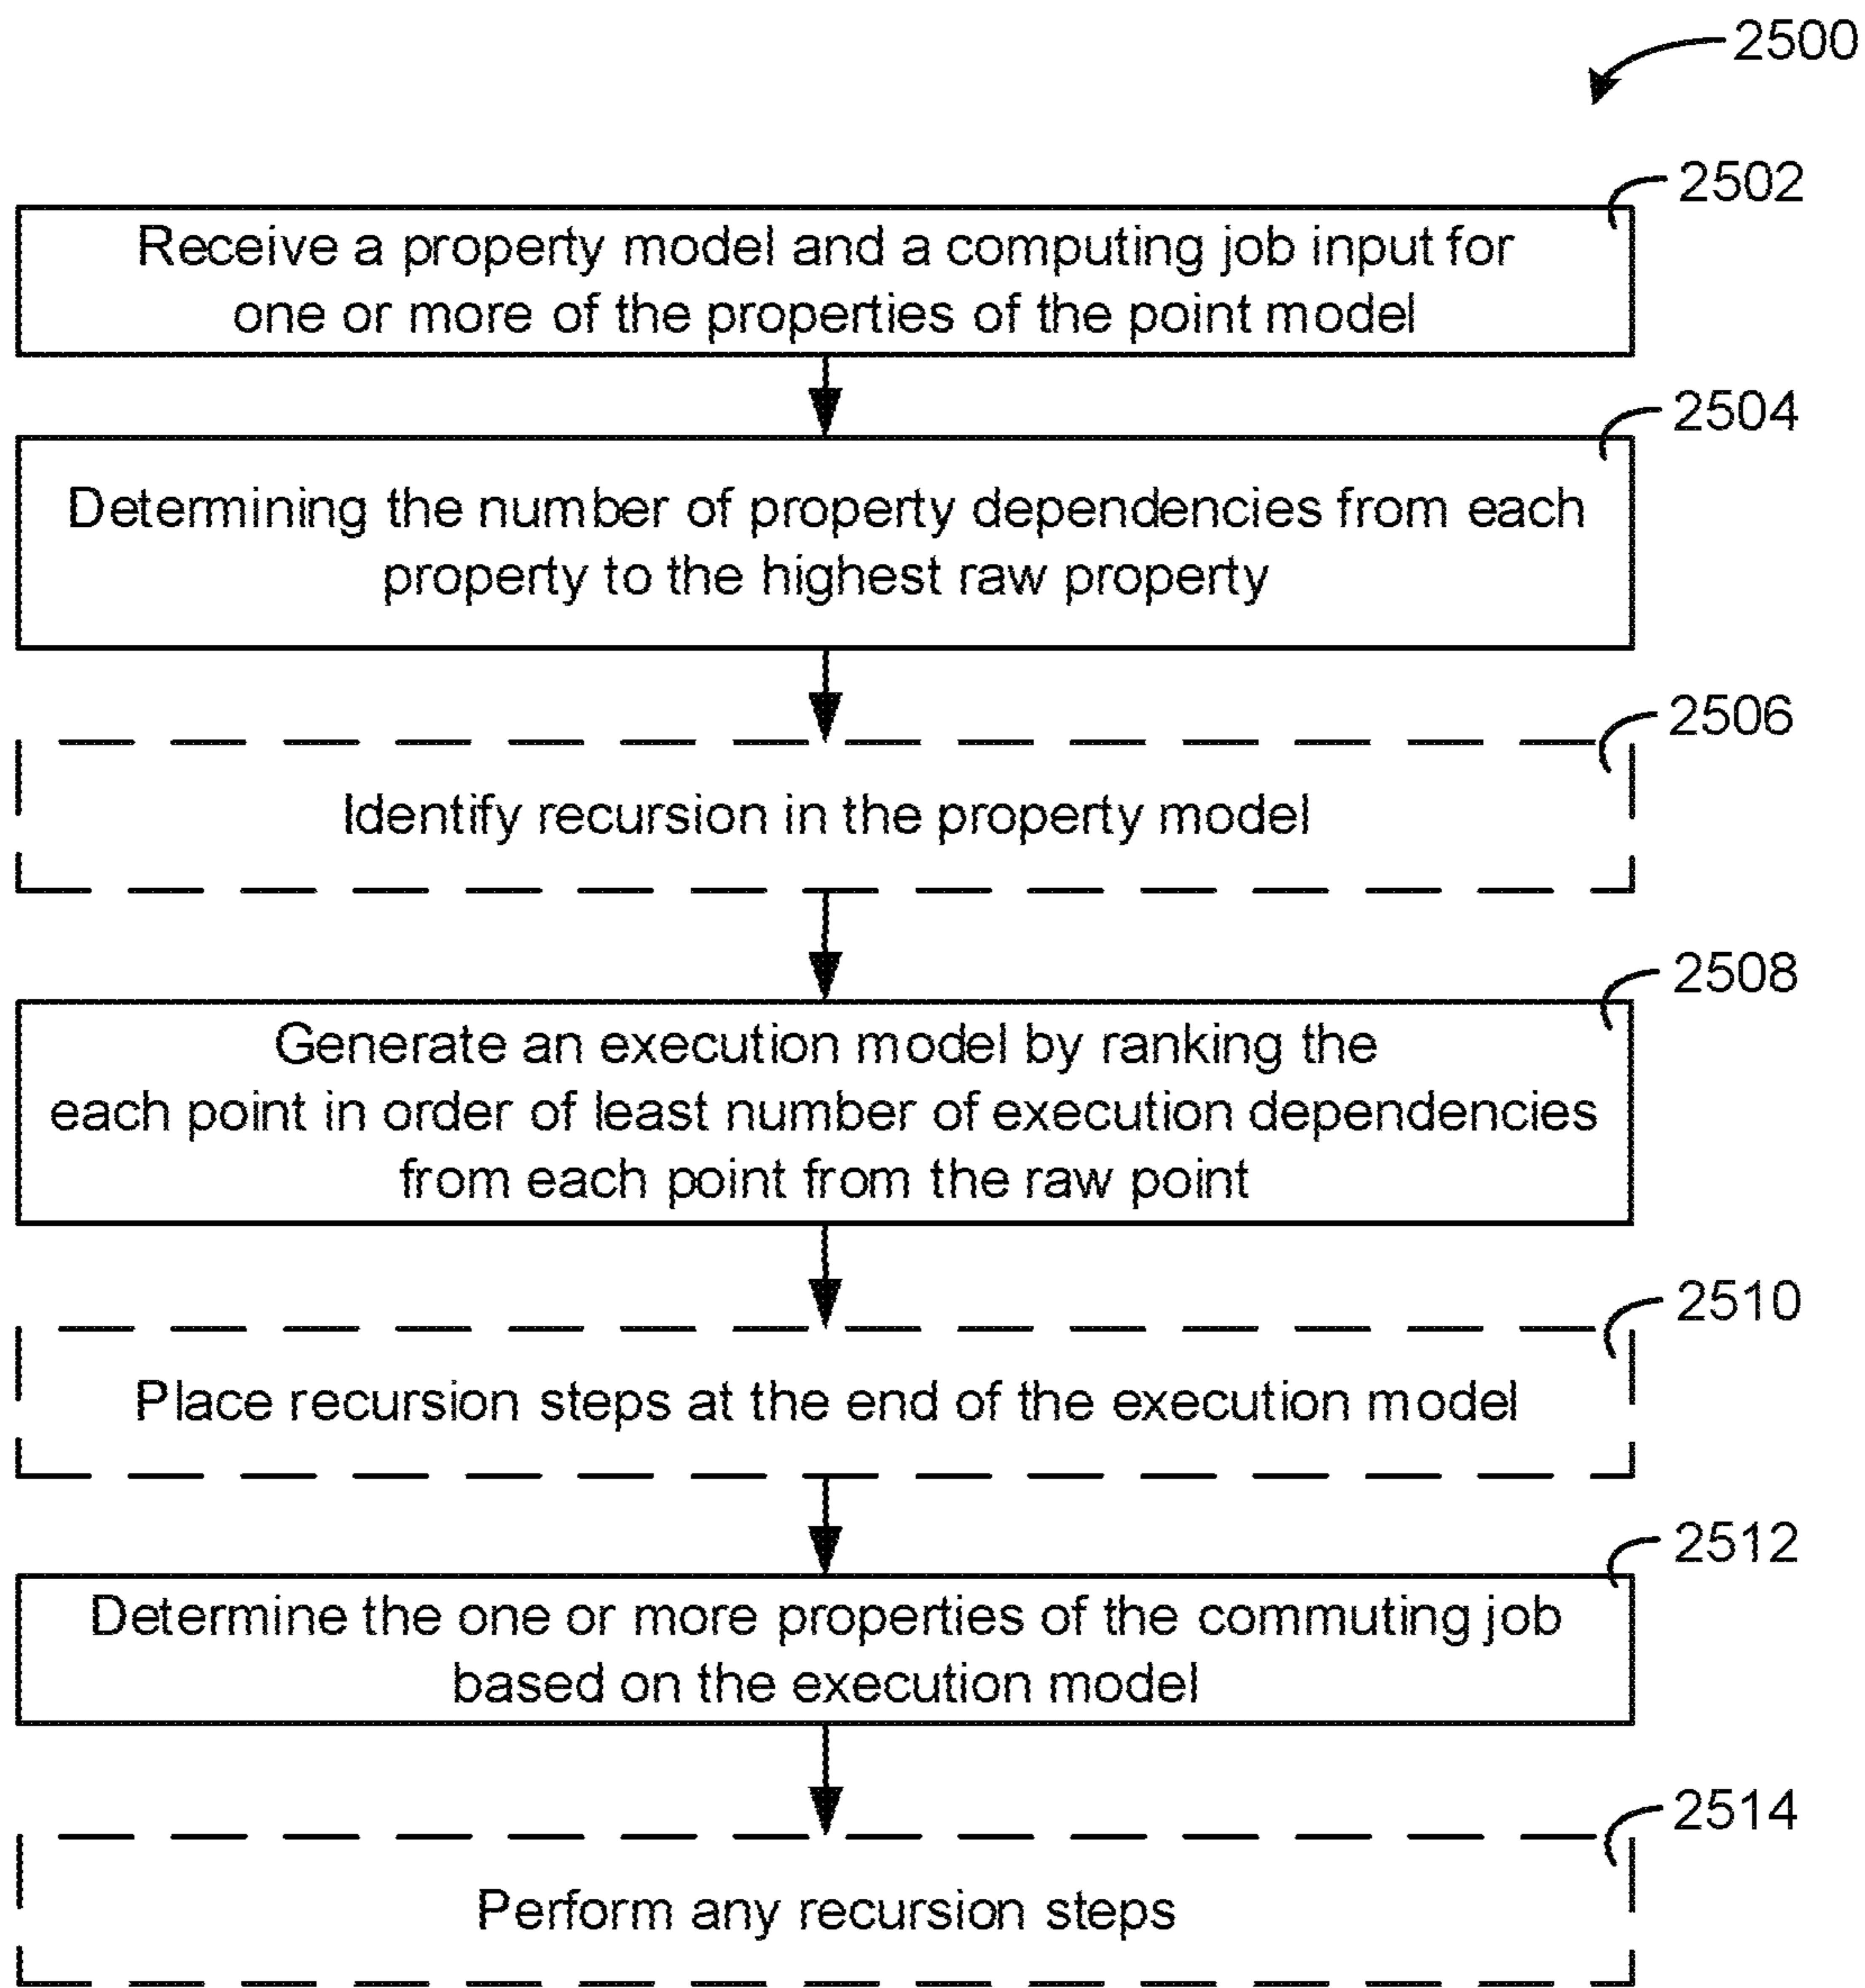 2500
2502
Receive a property model and a computing job input for
one or more of the properties of the point model
2504
Determining the number of property dependencies from each
property to the highest raw property
2506
Identify recursion in the property model
2508
Generate an execution model by ranking the
each point in order of least number of execution dependencies
from each point from the raw point
2510
Place recursion steps at the end of the execution model
2512
Determine the one or more properties of the commuting job
based on the execution model
2514
Perform any recursion steps